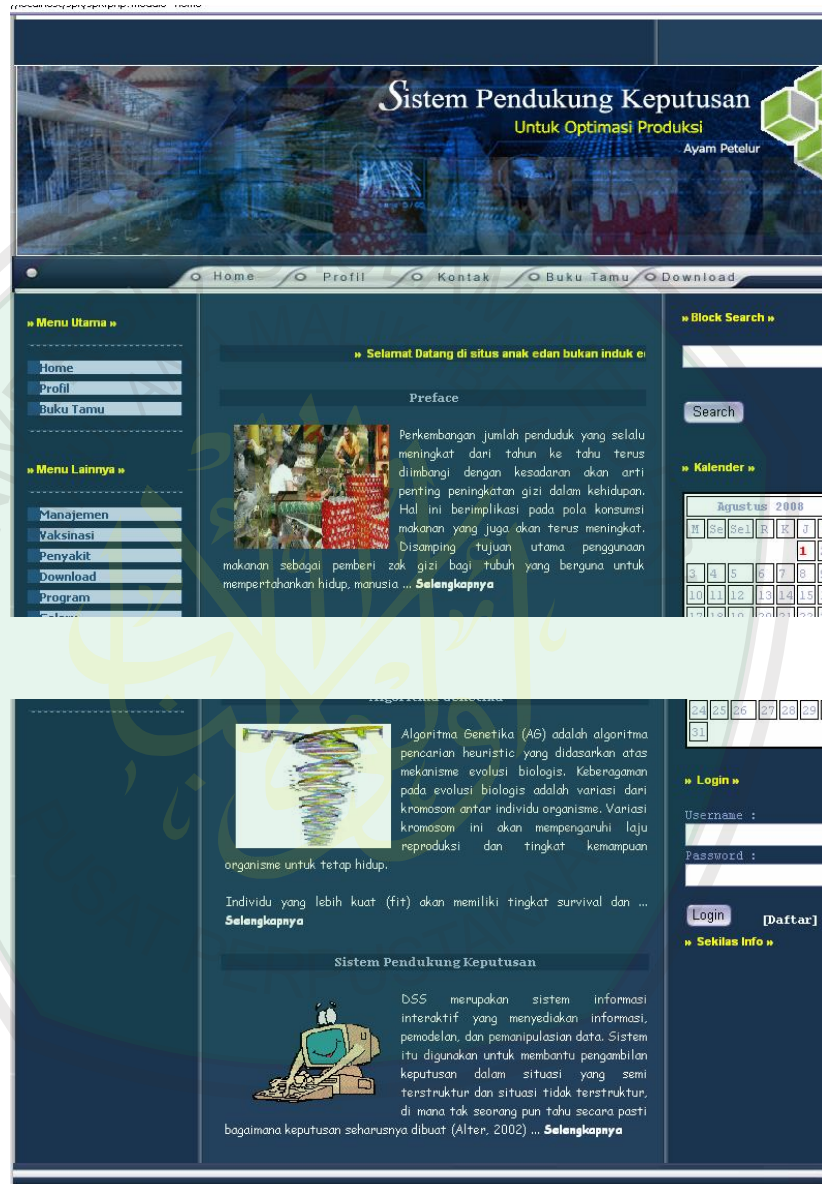 Sistem Pendukung Keputusan
Untuk Optimasi Produksi
Ayam Petelur
Home Profil Kontak Buku Tamu Download
» Menu Utama »
Home
Profil
Buku Tamu
» Menu Lainnya »
Manajemen
Vaksinasi
Penyakit
Download
Program
» Selamat Datang di situs anak edan bukan induk
Preface
Perkembangan jumlah penduduk yang selalu
meningkat dari tahun ke tahu terus
diimbangi dengan kesadaran akan arti
penting peningkatan gizi dalam kehidupan.
Hal ini berimplikasi pada pola konsumsi
makanan yang juga akan terus meningkat.
Disamping tujuan utama penggunaan
makanan sebagai pemberi zak gizi bagi tubuh yang berguna untuk
mempertahankan hidup, manusia ... Selengkapnya
Algoritma Genetika
Algoritma Genetika (AG) adalah algoritma
pencarian heuristic yang didasarkan atas
mekanisme evolusi biologis. Keberagaman
pada evolusi biologis adalah variasi dari
kromosom antar individu organisme. Variasi
kromosom ini akan mempengaruhi laju
reproduksi dan tingkat kemampuan
organisme untuk tetap hidup.
Individu yang lebih kuat (fit) akan memiliki tingkat survival dan ...
Selengkapnya
Sistem Pendukung Keputusan
DSS merupakan sistem informasi
interaktif yang menyediakan informasi,
pemodelan, dan pemanipulasian data. Sistem
itu digunakan untuk membantu pengambilan
keputusan dalam situasi yang semi
terstruktur dan situasi tidak terstruktur,
di mana tak seorang pun tahu secara pasti
bagaimana keputusan seharusnya dibuat (Alter, 2002) ... Selengkapnya
» Block Search »
Search
» Kalender »
Agustus 2008
M Se Sel R K J
1
3 4 5 6 7 8
10 11 12 13 14 15
17 18 19 20 21 22
24 25 26 27 28 29
31
» Login »
Username :
Password :
Login [Daftar]
» Sekilas Info »